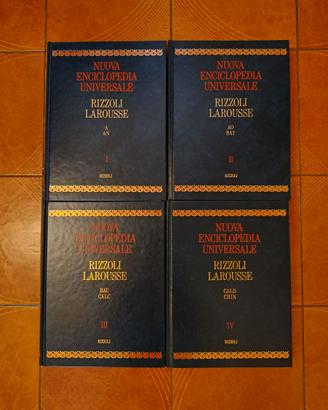 NUOVA
ENCICLOPEDIA
UNIVERSALE
RIZZOLI
LAROUSSE
A
AN
I
RIZZOLI
NUOVA
ENCICLOPEDIA
UNIVERSALE
RIZZOLI
LAROUSSE
AO
BAT
II
RIZZOLI
NUOVA
ENCICLOPEDIA
UNIVERSALE
RIZZOLI
LAROUSSE
BAU
CALC
III
RIZZOLI
NUOVA
ENCICLOPEDIA
UNIVERSALE
RIZZOLI
LAROUSSE
CALD
CHIN
IV
RIZZOLI